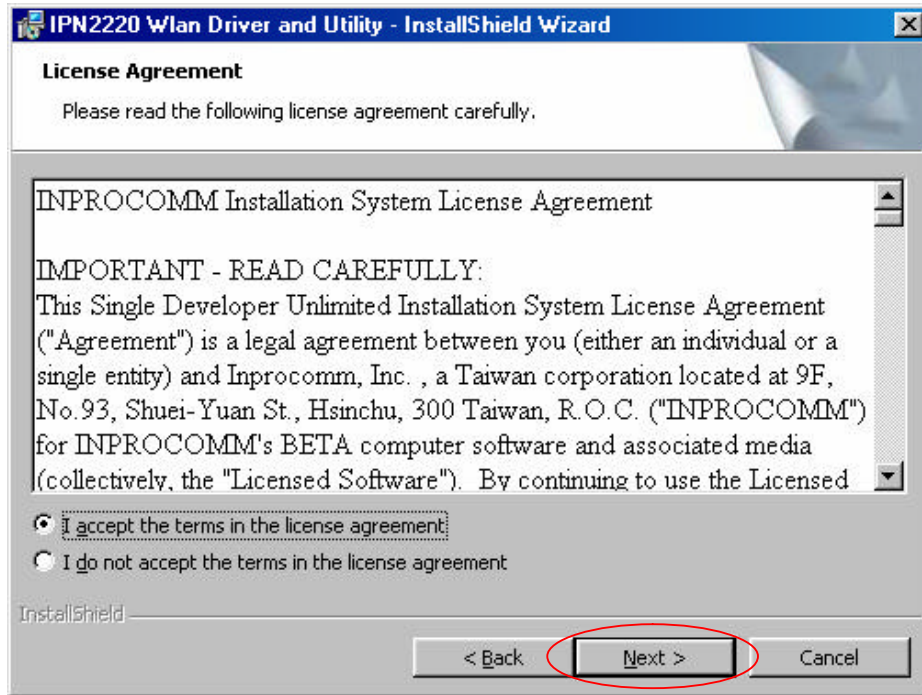 IPN2220 Wlan Driver and Utility - InstallShield Wizard
License Agreement
Please read the following license agreement carefully.
INPROCOMM Installation System License Agreement
IMPORTANT - READ CAREFULLY:
This Single Developer Unlimited Installation System License Agreement
("Agreement") is a legal agreement between you (either an individual or a
single entity) and Inprocomm, Inc. , a Taiwan corporation located at 9F,
No.93, Shuei-Yuan St., Hsinchu, 300 Taiwan, R.O.C. ("INPROCOMM")
for INPROCOMM's BETA computer software and associated media
(collectively, the "Licensed Software").  By continuing to use the Licensed
I accept the terms in the license agreement
I do not accept the terms in the license agreement
InstallShield
< Back
Next >
Cancel